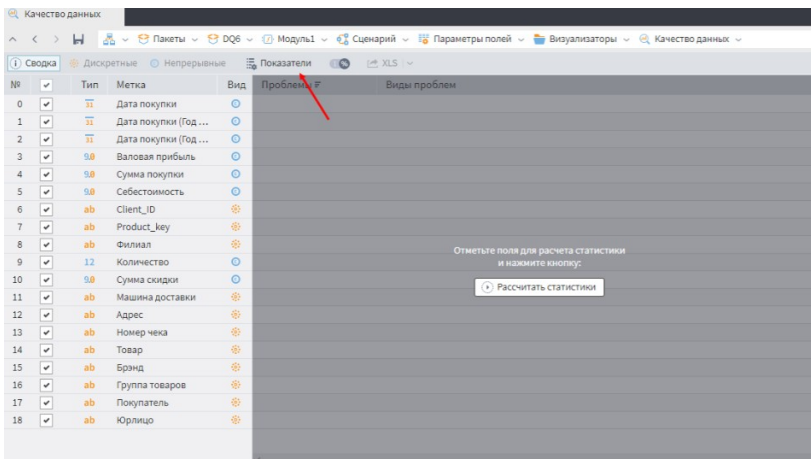 Качество данных
Пакеты DQ6 Модуль1 Сценарий Параметры полей Визуализаторы Качество данных
Сводка Дискретные Непрерывные Показатели % XLS
№ Тип Метка Вид Проблемы Виды проблем
0 31 Дата покупки
1 31 Дата покупки (Год ...
2 31 Дата покупки (Год ...
3 9.0 Валовая прибыль
4 9.0 Сумма покупки
5 9.0 Себестоимость
6 ab Client_ID
7 ab Product_key
8 ab Филиал
9 12 Количество
10 9.0 Сумма скидки
11 ab Машина доставки
12 ab Адрес
13 ab Номер чека
14 ab Товар
15 ab Брэнд
16 ab Группа товаров
17 ab Покупатель
18 ab Юрлицо
Отметьте поля для расчета статистики
и нажмите кнопку:
Рассчитать статистики